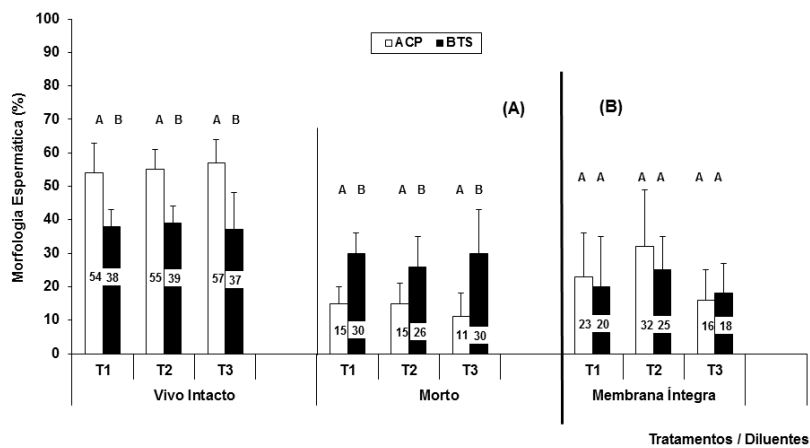 Morfologia Espermática (%)
100
90
80
70
60
50
40
30
20
10
0
ACP BTS
(A) (B)
A B A B A B
A B A B A B
A A A A A A
54 38 55 39 57 37
15 30 15 26 11 30
23 20 32 25 16 18
T1 T2 T3 T1 T2 T3 T1 T2 T3
Vivo Intacto Morto Membrana Íntegra
Tratamentos / Diluentes